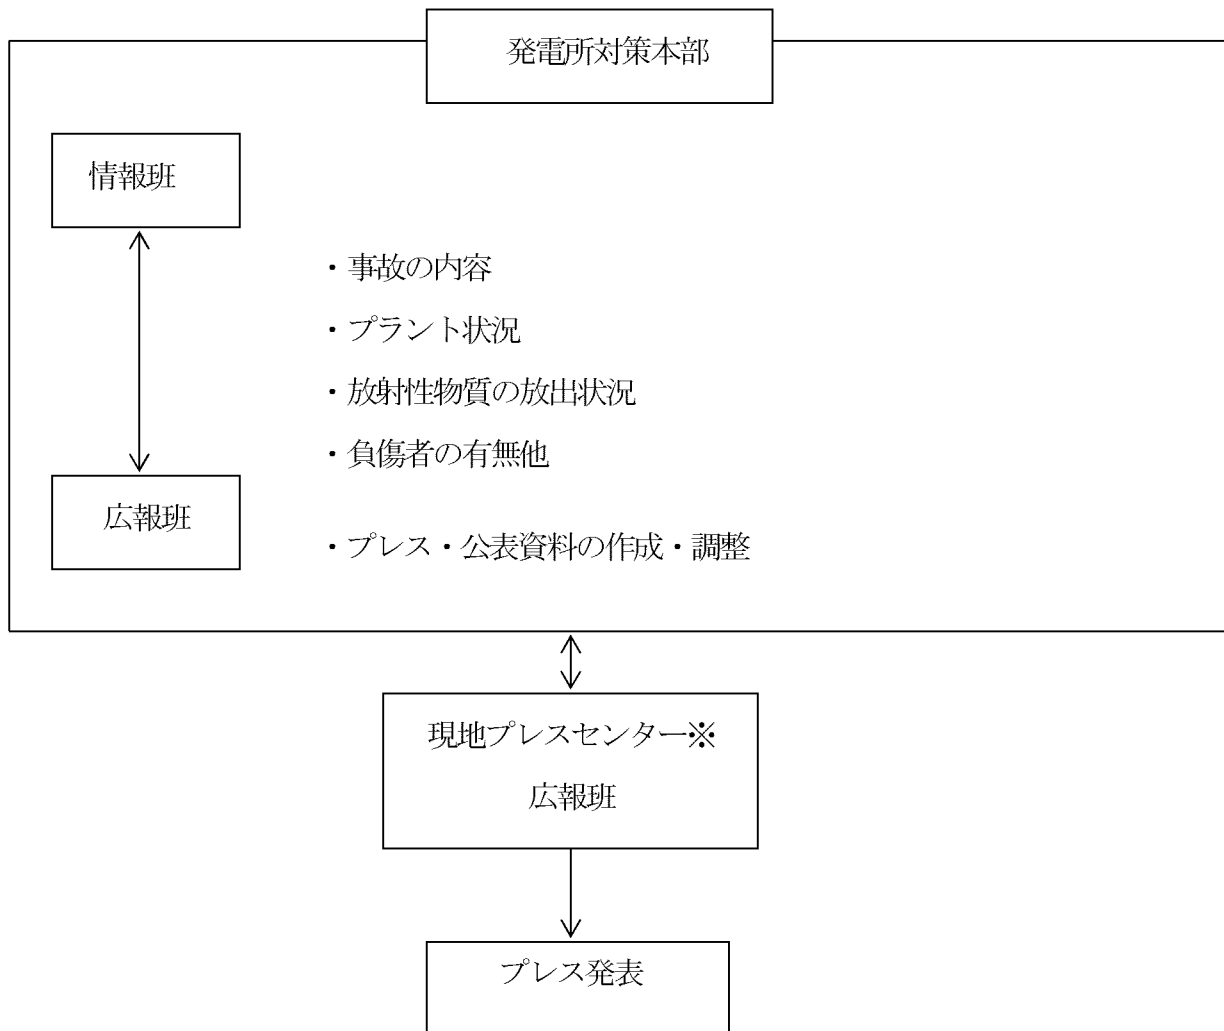 発電所対策本部
情報班
・事故の内容
・プラント状況
・放射性物質の放出状況
・負傷者の有無他
広報班
・プレス・公表資料の作成・調整
現地プレスセンター※
広報班
プレス発表